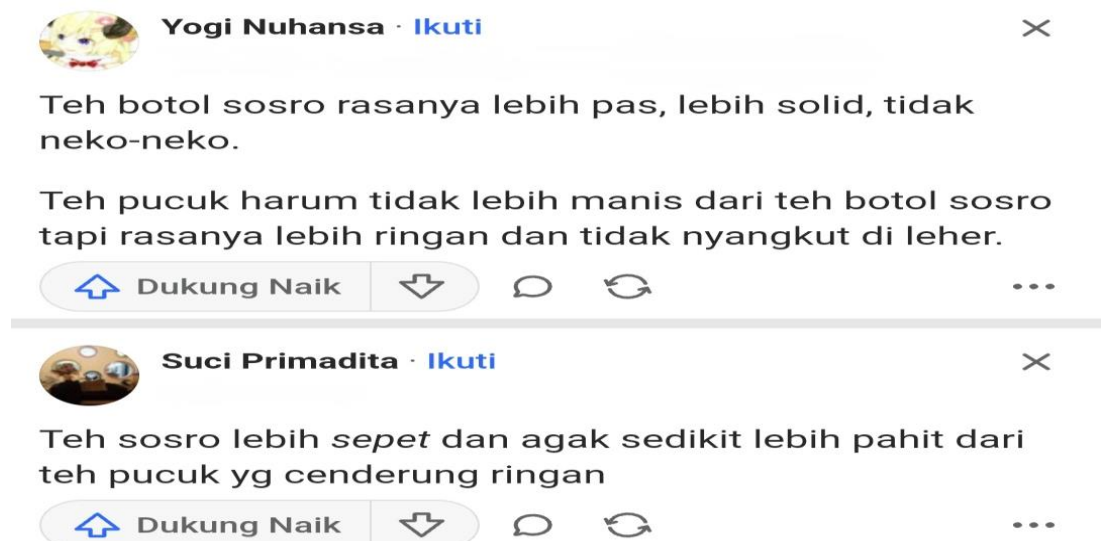 Yogi Nuhansa · Ikuti
Teh botol sosro rasanya lebih pas, lebih solid, tidak
neko-neko.
Teh pucuk harum tidak lebih manis dari teh botol sosro
tapi rasanya lebih ringan dan tidak nyangkut di leher.
Dukung Naik
Suci Primadita · Ikuti
Teh sosro lebih sepet dan agak sedikit lebih pahit dari
teh pucuk yg cenderung ringan
Dukung Naik